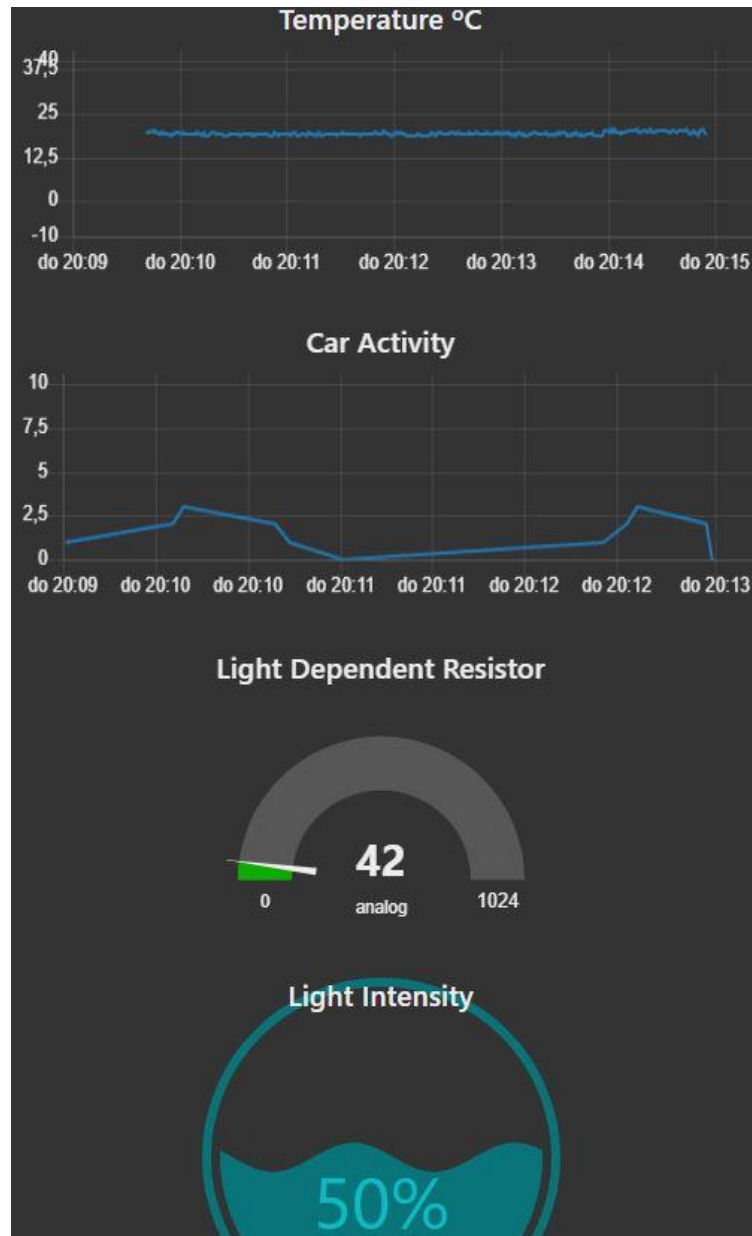 Temperature ºC
40
37,5
25
12,5
0
-10
do 20:09 do 20:10 do 20:11 do 20:12 do 20:13 do 20:14 do 20:15
Car Activity
10
7,5
5
2,5
0
do 20:09 do 20:10 do 20:10 do 20:11 do 20:11 do 20:12 do 20:12 do 20:13
Light Dependent Resistor
42
0 analog 1024
Light Intensity
50%